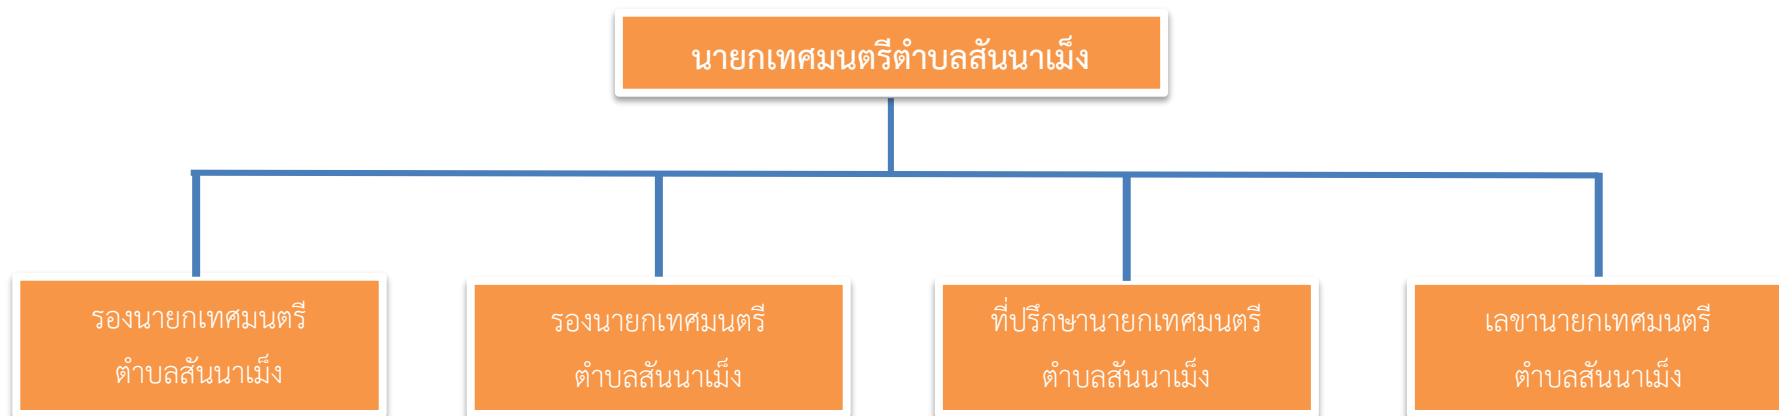 นายกเทศมนตรีตำบลสันนาเม็ง
รองนายกเทศมนตรี
ตำบลสันนาเม็ง
รองนายกเทศมนตรี
ตำบลสันนาเม็ง
ที่ปรึกษานายกเทศมนตรี
ตำบลสันนาเม็ง
เลขานายกเทศมนตรี
ตำบลสันนาเม็ง